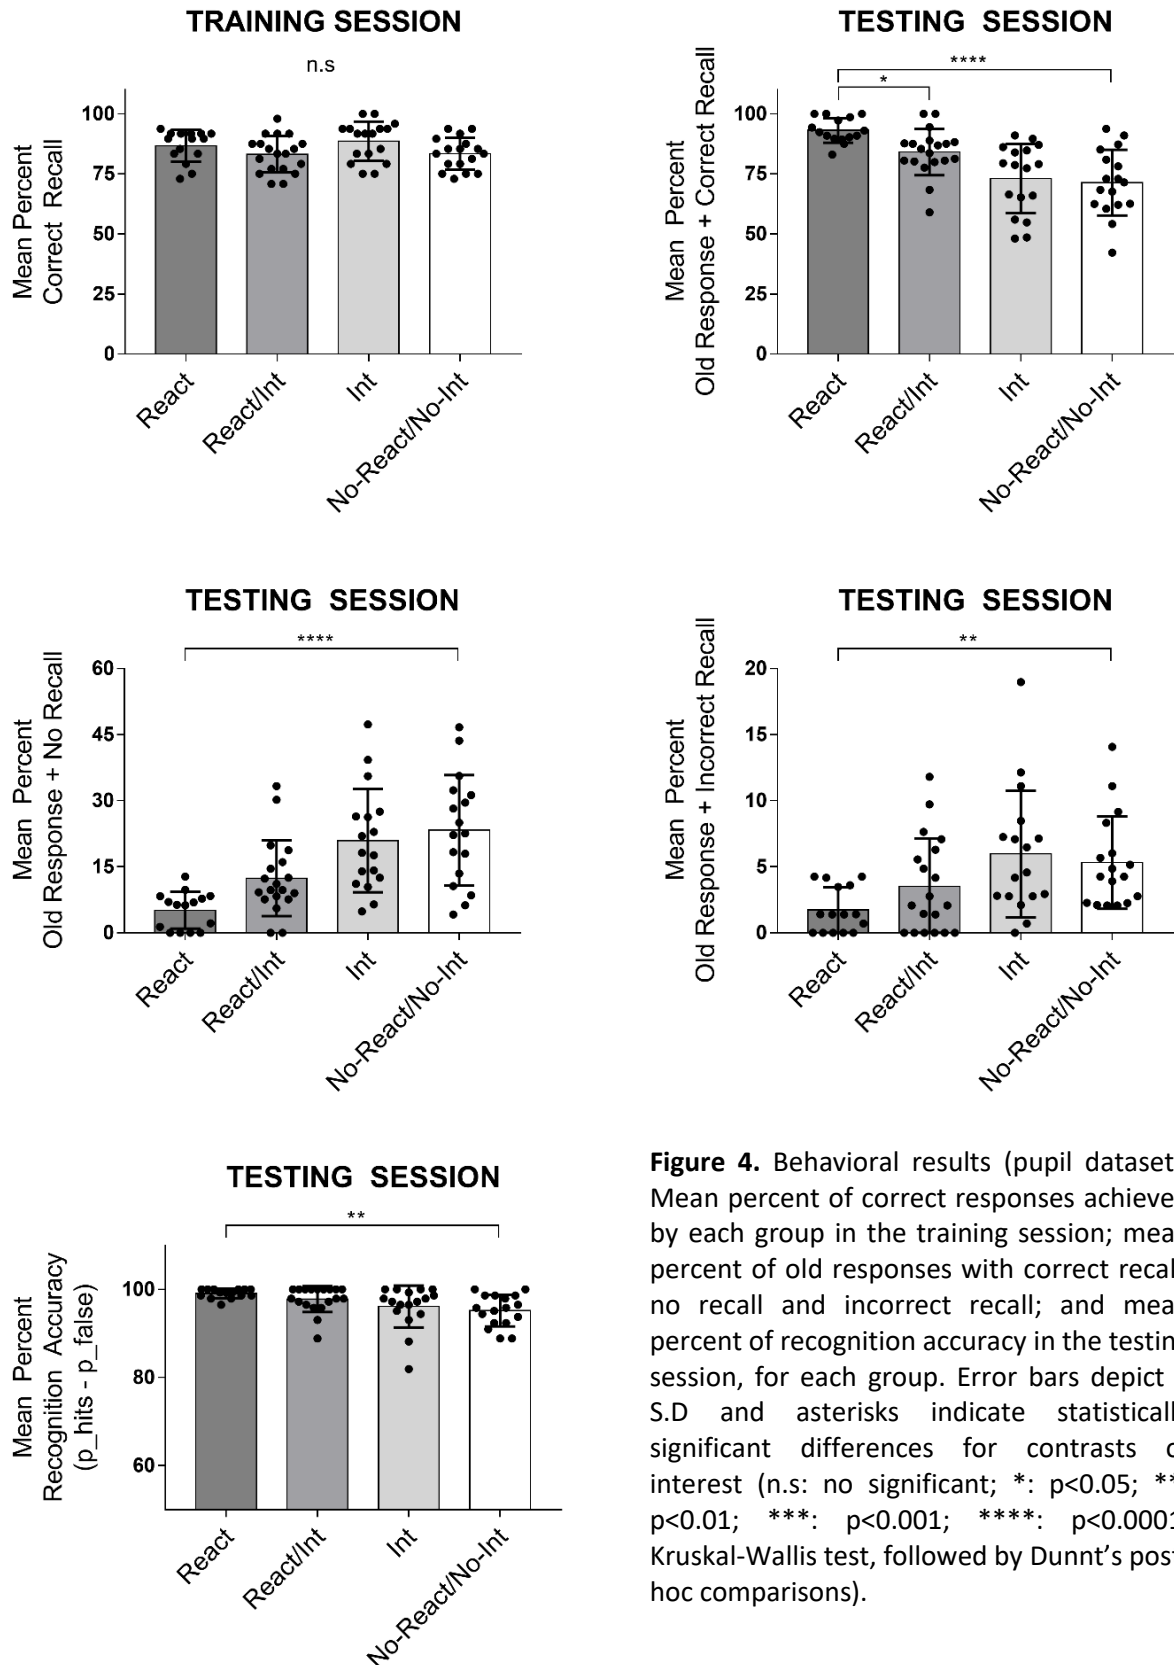 TRAINING SESSION
n.s
Mean Percent
Correct Recall
100
75
50
25
0
React
React/Int
Int
No-React/No-Int
TESTING SESSION
****
*
Mean Percent
Old Response + Correct Recall
100
75
50
25
0
React
React/Int
Int
No-React/No-Int
TESTING SESSION
****
Mean Percent
Old Response + No Recall
60
45
30
15
0
React
React/Int
Int
No-React/No-Int
TESTING SESSION
**
Mean Percent
Old Response + Incorrect Recall
20
15
10
5
0
React
React/Int
Int
No-React/No-Int
TESTING SESSION
**
Mean Percent
Recognition Accuracy
(p_hits - p_false)
100
80
60
React
React/Int
Int
No-React/No-Int
Figure 4. Behavioral results (pupil dataset
Mean percent of correct responses achieve
by each group in the training session; mea
percent of old responses with correct recal
no recall and incorrect recall; and mea
percent of recognition accuracy in the testin
session, for each group. Error bars depict
S.D and asterisks indicate statisticall
significant differences for contrasts o
interest (n.s: no significant; *: p<0.05; **
p<0.01; ***: p<0.001; ****: p<0.0001
Kruskal-Wallis test, followed by Dunnt’s post
hoc comparisons).